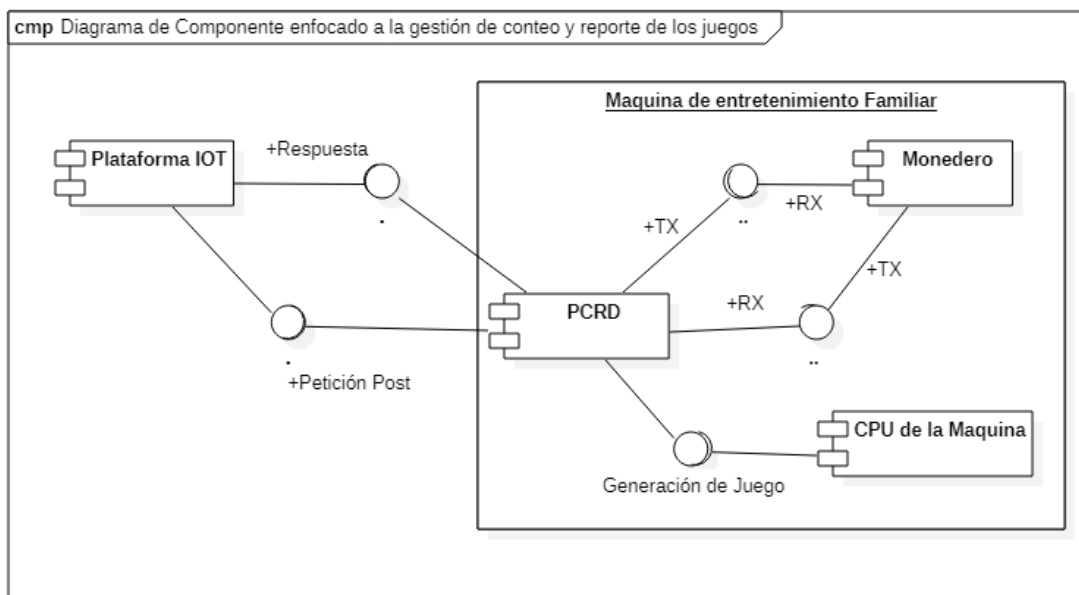 cmp Diagrama de Componente enfocado a la gestión de conteo y reporte de los juegos
Maquina de entretenimiento Familiar
Plataforma IOT
+Respuesta
Monedero
+RX
.
..
+TX
+TX
PCRD
+RX
.
..
+Petición Post
CPU de la Maquina
Generación de Juego